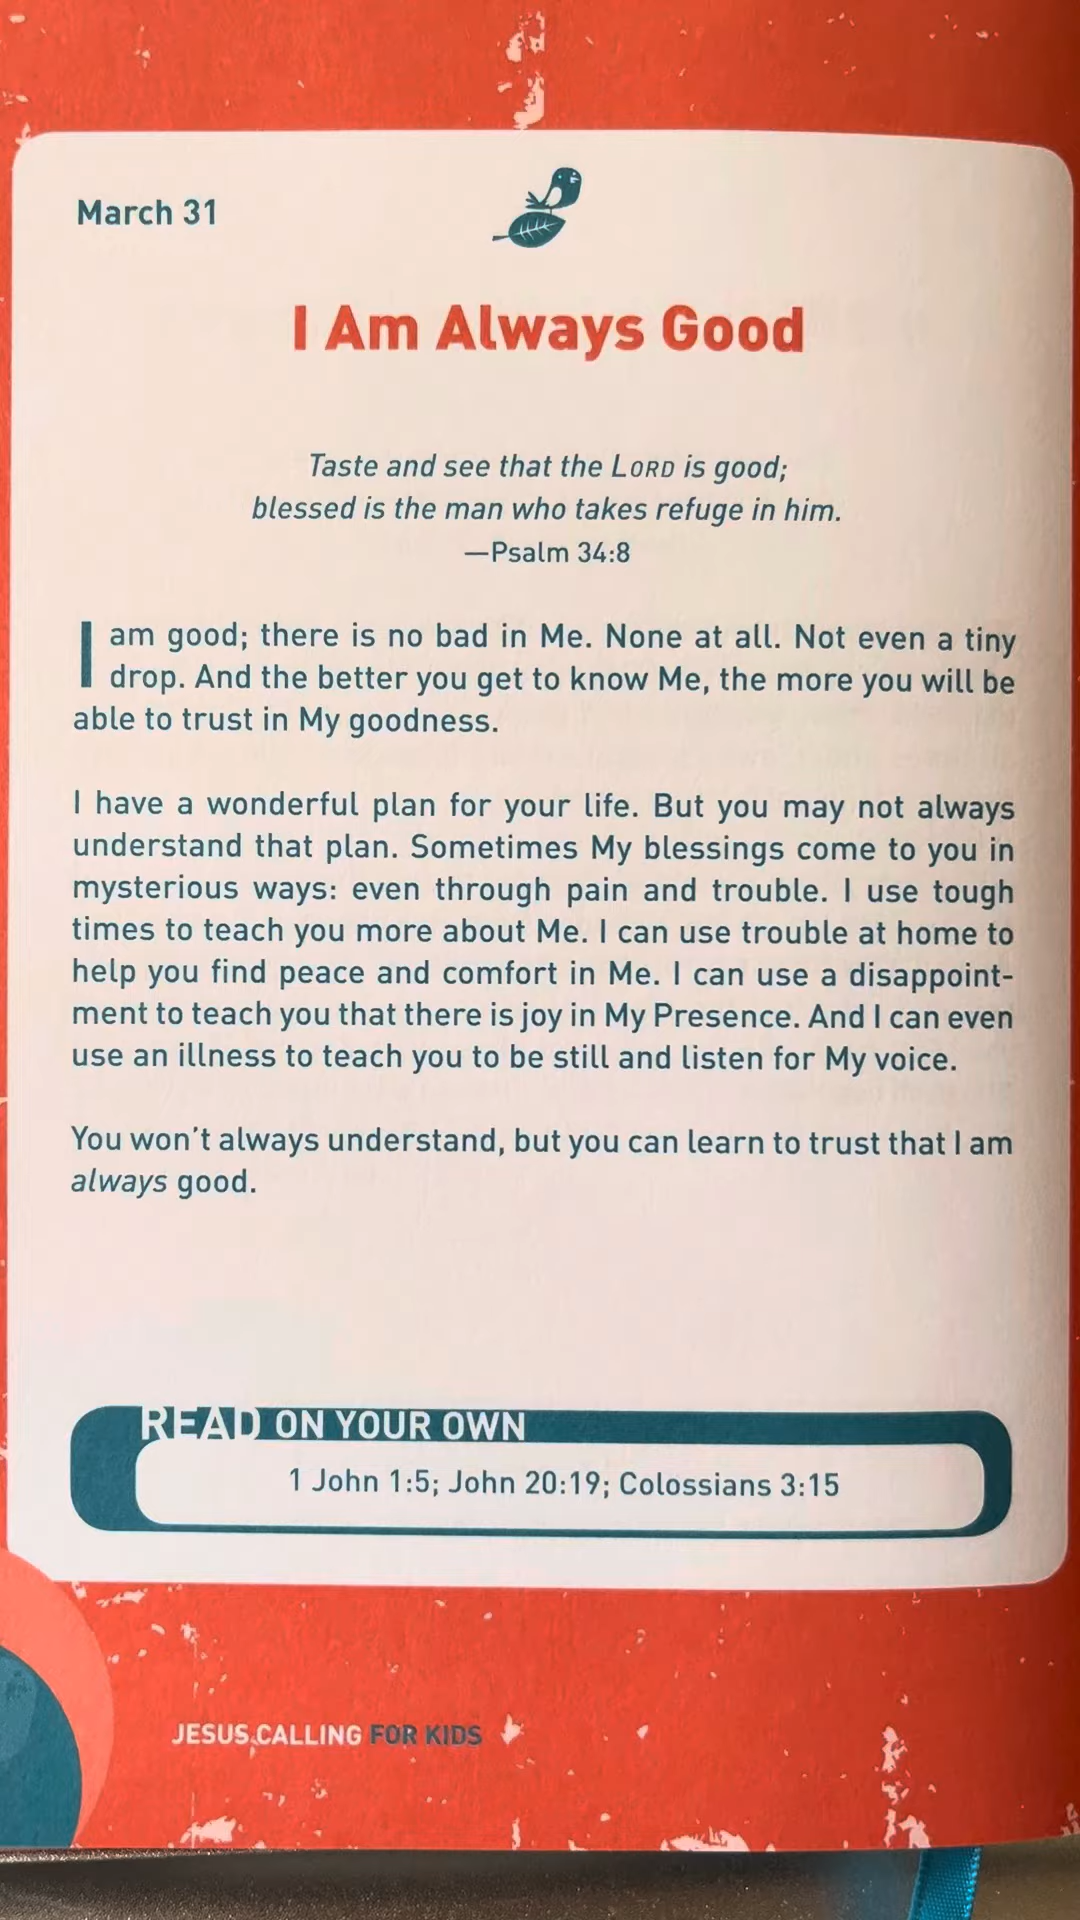 March 31
I Am Always Good
Taste and see that the LORD is good;
blessed is the man who takes refuge in him.
—Psalm 34:8
I am good; there is no bad in Me. None at all. Not even a tiny
drop. And the better you get to know Me, the more you will be
able to trust in My goodness.
I have a wonderful plan for your life. But you may not always
understand that plan. Sometimes My blessings come to you in
mysterious ways: even through pain and trouble. I use tough
times to teach you more about Me. I can use trouble at home to
help you find peace and comfort in Me. I can use a disappoint-
ment to teach you that there is joy in My Presence. And I can even
use an illness to teach you to be still and listen for My voice.
You won't always understand, but you can learn to trust that I am
always good.
READ ON YOUR OWN
1 John 1:5; John 20:19; Colossians 3:15
JESUS CALLING FOR KIDS